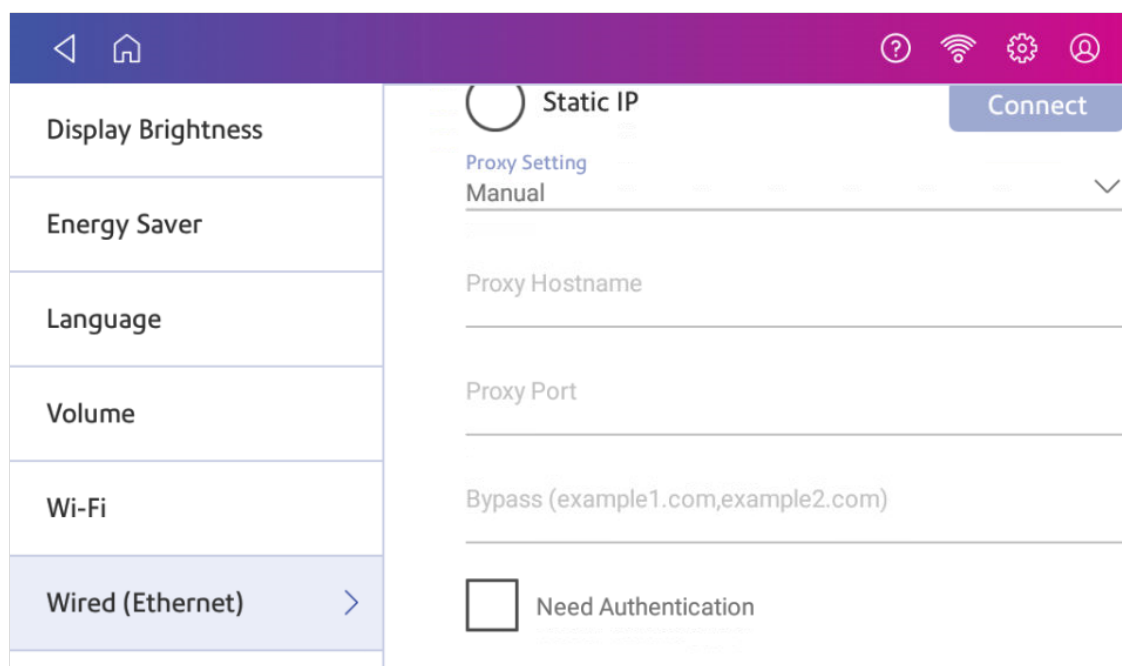 Display Brightness
Energy Saver
Language
Volume
Wi-Fi
Wired (Ethernet)
Static IP
Connect
Proxy Setting
Manual
Proxy Hostname
Proxy Port
Bypass (example1.com,example2.com)
Need Authentication